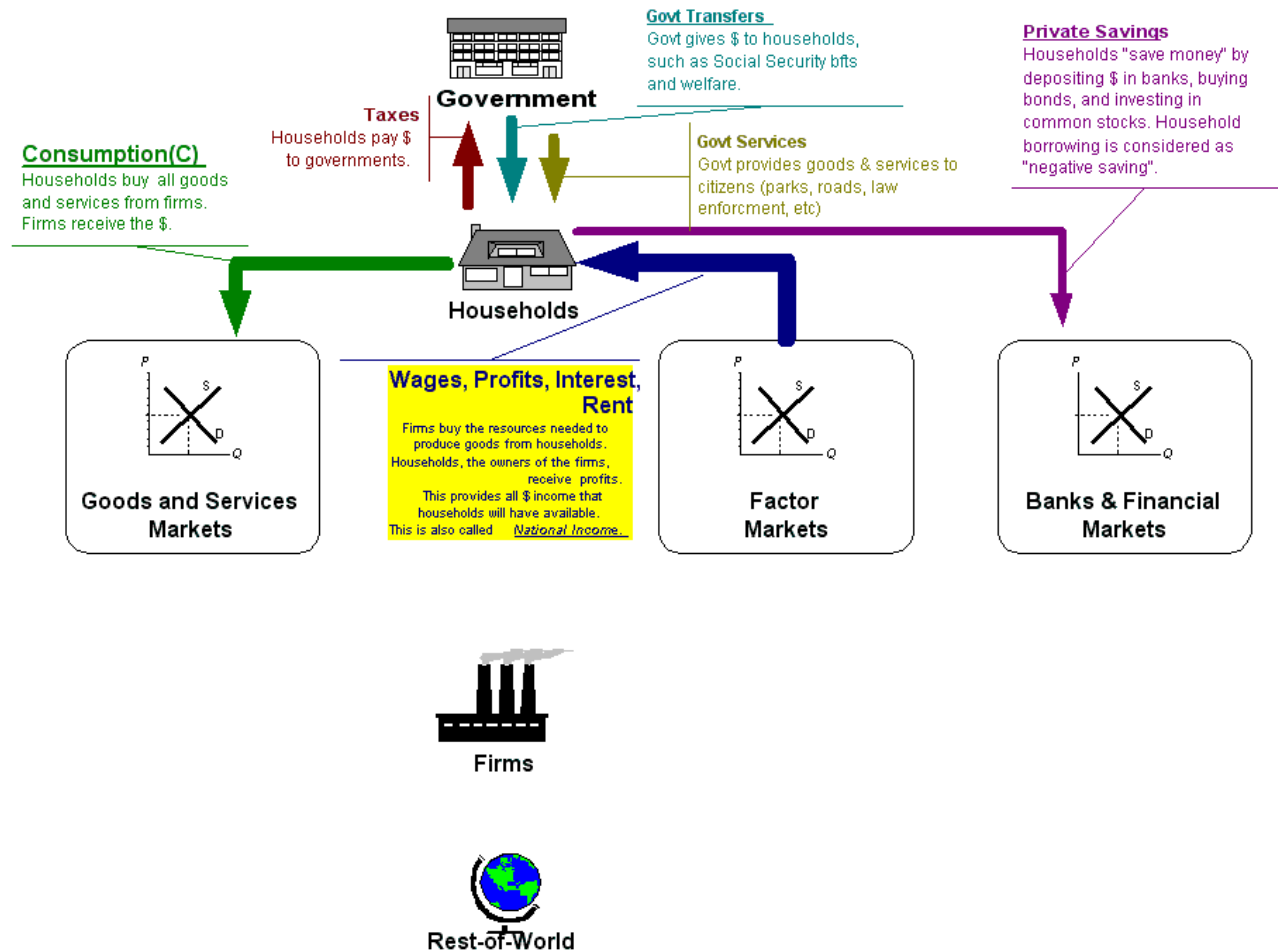 Govt Transfers
Govt gives $ to households,
such as Social Security bfts
and welfare.
Private Savings
Households "save money" by
depositing $ in banks, buying
bonds, and investing in
common stocks. Household
borrowing is considered as
"negative saving".
Government
Taxes
Households pay $
to governments.
Govt Services
Govt provides goods & services to
citizens (parks, roads, law
enforcment, etc)
Consumption(C)
Households buy all goods
and services from firms.
Firms receive the $.
Households
P
S
D
Q
Goods and Services
Markets
Wages, Profits, Interest,
Rent
Firms buy the resources needed to
produce goods from households.
Households, the owners of the firms,
receive profits.
This provides all $ income that
households will have available.
This is also called National Income.
P
S
D
Q
Factor
Markets
P
S
D
Q
Banks & Financial
Markets
Firms
Rest-of-World